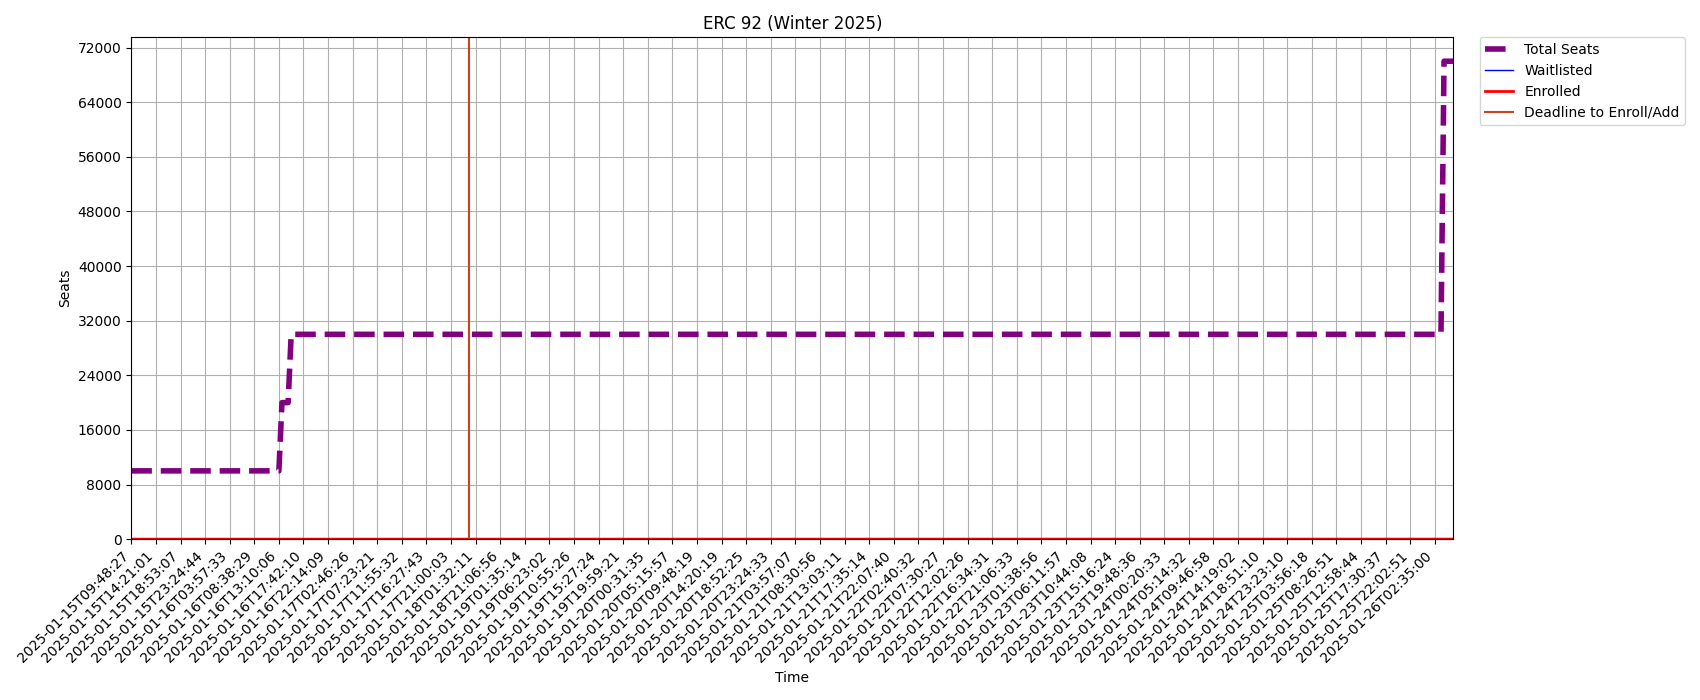 ERC 92 (Winter 2025)
72000
64000
56000
48000
40000
32000
24000
16000
8000
0
Seats
Total Seats
Waitlisted
Enrolled
Deadline to Enroll/Add
2025-01-15T09:48:27
2025-01-15T14:21:01
2025-01-15T18:53:07
2025-01-15T23:24:44
2025-01-16T03:57:33
2025-01-16T08:38:29
2025-01-16T13:10:06
2025-01-16T17:42:10
2025-01-16T22:14:09
2025-01-17T02:46:26
2025-01-17T07:23:21
2025-01-17T11:55:32
2025-01-17T16:27:43
2025-01-17T21:00:03
2025-01-18T01:32:11
2025-01-18T21:06:56
2025-01-19T01:35:14
2025-01-19T06:23:02
2025-01-19T10:55:26
2025-01-19T15:27:24
2025-01-19T19:59:21
2025-01-20T00:31:35
2025-01-20T05:15:57
2025-01-20T09:48:19
2025-01-20T14:20:19
2025-01-20T18:52:25
2025-01-20T23:24:33
2025-01-21T03:57:07
2025-01-21T08:30:56
2025-01-21T13:03:11
2025-01-21T17:35:14
2025-01-21T22:07:40
2025-01-22T02:40:32
2025-01-22T07:30:27
2025-01-22T12:02:26
2025-01-22T16:34:31
2025-01-22T21:06:33
2025-01-23T01:38:56
2025-01-23T06:11:57
2025-01-23T10:44:08
2025-01-23T15:16:24
2025-01-23T19:48:36
2025-01-24T00:20:33
2025-01-24T05:14:32
2025-01-24T09:46:58
2025-01-24T14:19:02
2025-01-24T18:51:10
2025-01-24T23:23:10
2025-01-25T03:56:18
2025-01-25T08:26:51
2025-01-25T12:58:44
2025-01-25T17:30:37
2025-01-25T22:02:51
2025-01-26T02:35:00
Time